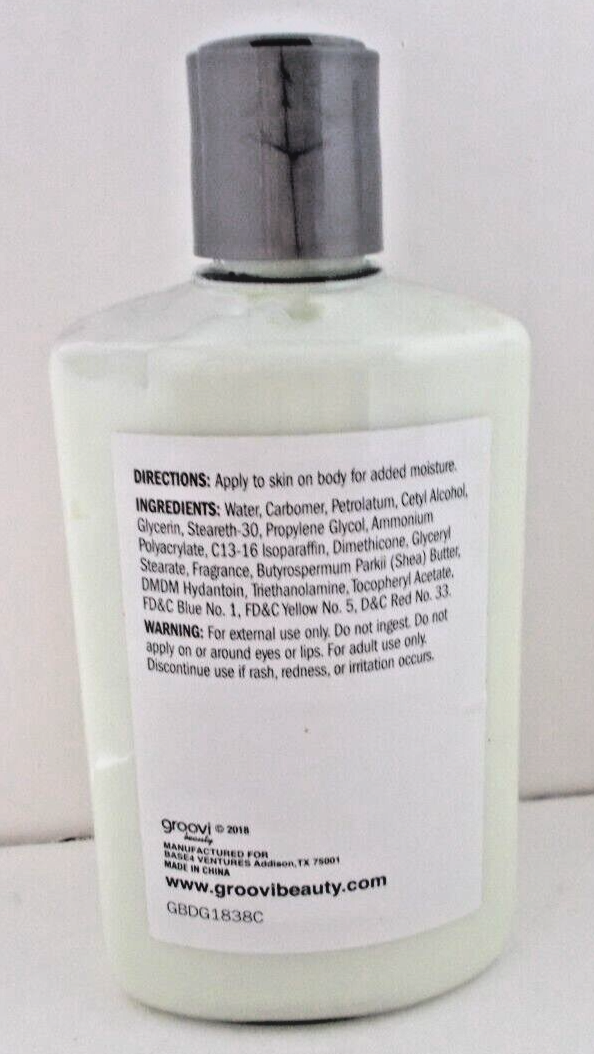 DIRECTIONS: Apply to skin on body for added moisture.
INGREDIENTS: Water, Carbomer, Petrolatum, Cetyl Alcohol,
Glycerin, Steareth-30, Propylene Glycol, Ammonium
Polyacrylate, C13-16 Isoparaffin, Dimethicone, Glyceryl
Stearate, Fragrance, Butyrospermum Parkii (Shea) Butter,
DMDM Hydantoin, Triethanolamine, Tocopheryl Acetate,
FD&C Blue No. 1, FD&C Yellow No. 5, D&C Red No. 33.
WARNING: For external use only. Do not ingest. Do not
apply on or around eyes or lips. For adult use only.
Discontinue use if rash, redness, or irritation occurs.
groovi © 2018
beauty
MANUFACTURED FOR
BASE4 VENTURES Addison, TX 75001
MADE IN CHINA
www.groovibeauty.com
GBDG1838C